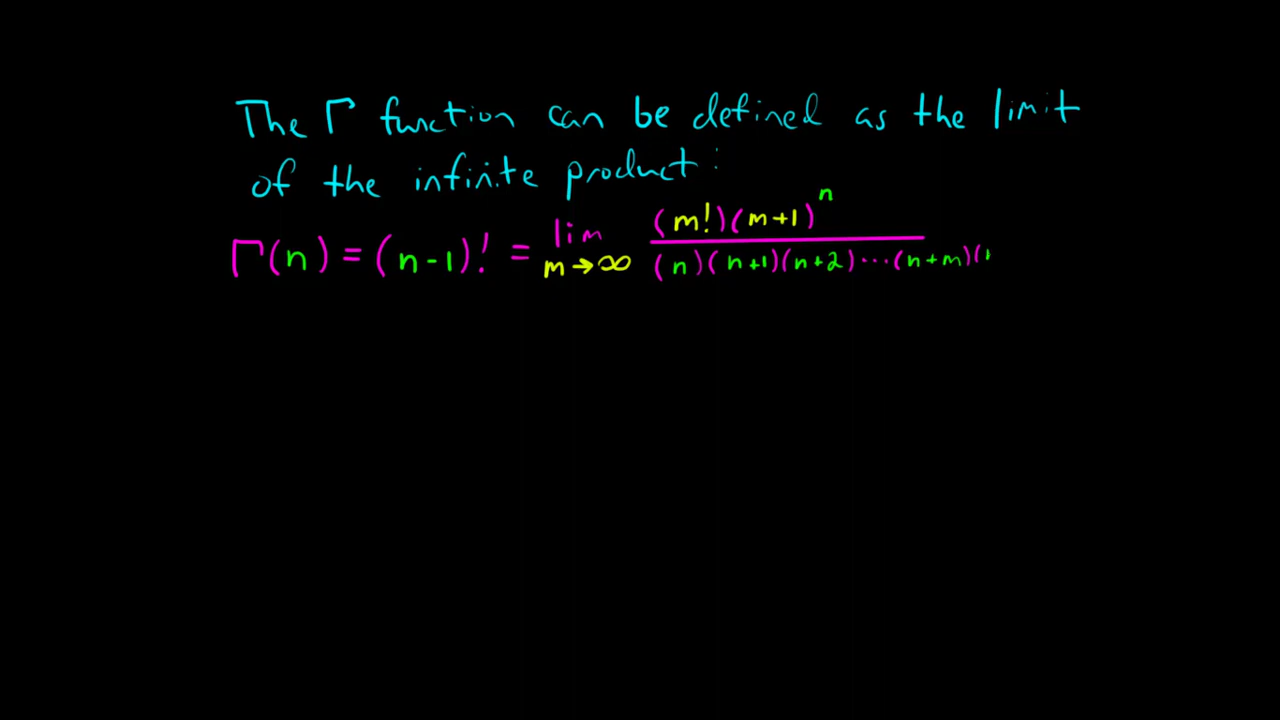 The Γ function can be defined as the limit
of the infinite product:
Γ(n) = (n-1)! = lim m→∞ (m!)(m+1)^n / (n)(n+1)(n+2)⋯(n+m)(